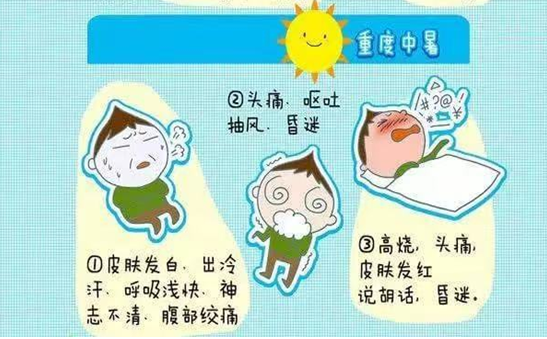 重度中暑
②头痛、呕吐
抽风、昏迷
#?@
/#
*
①皮肤发白、出冷
汗、呼吸浅快、神
志不清、腹部绞痛
③高烧，头痛，
皮肤发红
说胡话，昏迷。